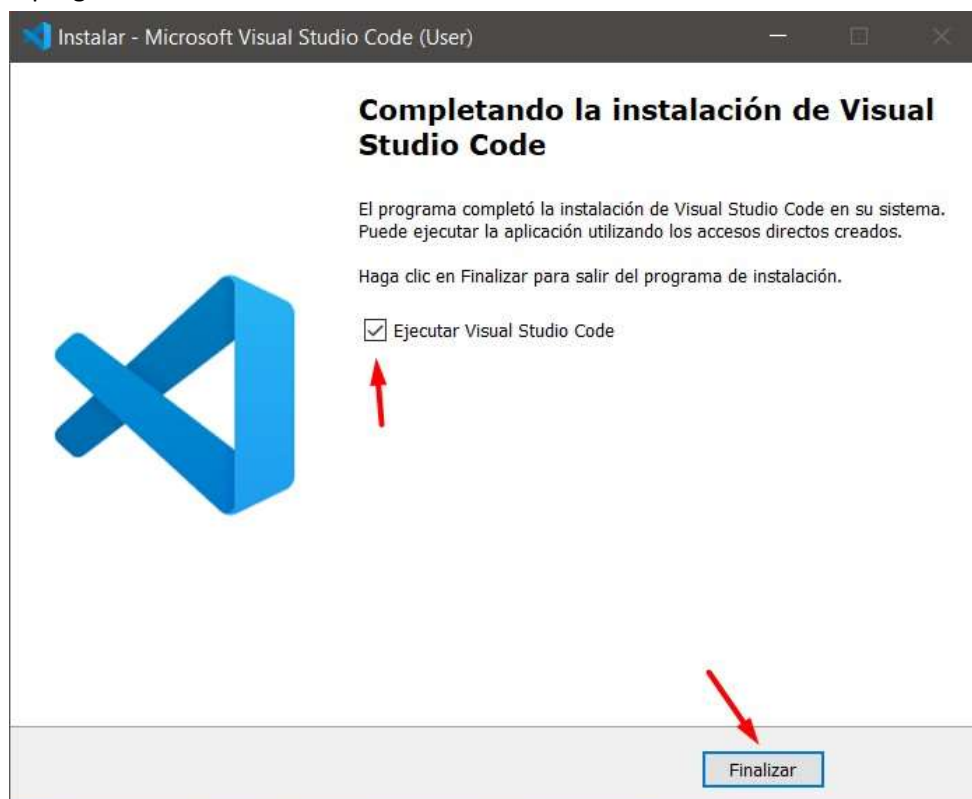 Instalar - Microsoft Visual Studio Code (User)
Completando la instalación de Visual
Studio Code
El programa completó la instalación de Visual Studio Code en su sistema.
Puede ejecutar la aplicación utilizando los accesos directos creados.
Haga clic en Finalizar para salir del programa de instalación.
Ejecutar Visual Studio Code
Finalizar